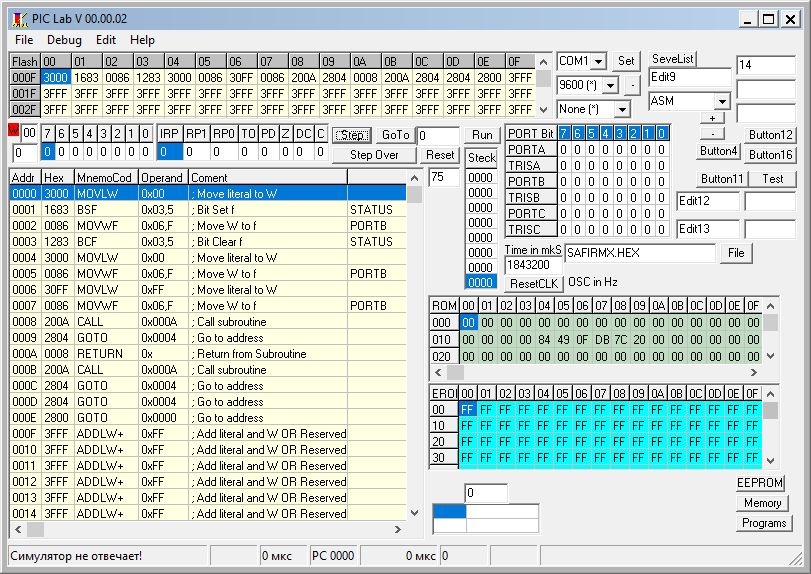 PIC Lab V 00.00.02
File Debug Edit Help
Flash 00 01 02 03 04 05 06 07 08 09 0A 0B 0C 0D 0E 0F
000F 3000 1683 0086 1283 3000 0086 30FF 0086 200A 2804 0008 200A 2804 2804 2800 3FFF
001F 3FFF 3FFF 3FFF 3FFF 3FFF 3FFF 3FFF 3FFF 3FFF 3FFF 3FFF 3FFF 3FFF 3FFF 3FFF 3FFF
002F 3FFF 3FFF 3FFF 3FFF 3FFF 3FFF 3FFF 3FFF 3FFF 3FFF 3FFF 3FFF 3FFF 3FFF 3FFF 3FFF
COM1 Set SeveList
9600 (*) - Edit9 14
None (*) ASM
+
-
Button12
Button4 Button16
Button11 Test
Edit12
Edit13
W 00 7 6 5 4 3 2 1 0 IRP RP1 RP0 TO PD Z DC C Step GoTo 0 Run
0 0 0 0 0 0 0 0 0 0 0 0 0 0 0 0 0 Step Over Reset Steck
75
0000
0000
0000
0000
0000
0000
0000
0000
PORT Bit 7 6 5 4 3 2 1 0
PORTA 0 0 0 0 0 0 0 0
TRISA 0 0 0 0 0 0 0 0
PORTB 0 0 0 0 0 0 0 0
TRISB 0 0 0 0 0 0 0 0
PORTC 0 0 0 0 0 0 0 0
TRISC 0 0 0 0 0 0 0 0
Time in mkS SAFIRMX.HEX File
1843200
ResetCLK OSC in Hz
Addr Hex MnemoCod Operand Coment
0000 3000 MOVLW 0x00 ; Move literal to W
0001 1683 BSF 0x03,5 ; Bit Set f STATUS
0002 0086 MOVWF 0x06,F ; Move W to f PORTB
0003 1283 BCF 0x03,5 ; Bit Clear f STATUS
0004 3000 MOVLW 0x00 ; Move literal to W
0005 0086 MOVWF 0x06,F ; Move W to f PORTB
0006 30FF MOVLW 0xFF ; Move literal to W
0007 0086 MOVWF 0x06,F ; Move W to f PORTB
0008 200A CALL 0x000A ; Call subroutine
0009 2804 GOTO 0x0004 ; Go to address
000A 0008 RETURN 0x ; Return from Subroutine
000B 200A CALL 0x000A ; Call subroutine
000C 2804 GOTO 0x0004 ; Go to address
000D 2804 GOTO 0x0004 ; Go to address
000E 2800 GOTO 0x0000 ; Go to address
000F 3FFF ADDLW+ 0xFF ; Add literal and W OR Reserved
0010 3FFF ADDLW+ 0xFF ; Add literal and W OR Reserved
0011 3FFF ADDLW+ 0xFF ; Add literal and W OR Reserved
0012 3FFF ADDLW+ 0xFF ; Add literal and W OR Reserved
0013 3FFF ADDLW+ 0xFF ; Add literal and W OR Reserved
0014 3FFF ADDLW+ 0xFF ; Add literal and W OR Reserved
ROM 00 01 02 03 04 05 06 07 08 09 0A 0B 0C 0D 0E 0F
000 00 00 00 00 00 00 00 00 00 00 00 00 00 00 00 00
010 00 00 00 00 84 49 0F DB 7C 20 00 00 00 00 00 00
020 00 00 00 00 00 00 00 00 00 00 00 00 00 00 00 00
EROM 00 01 02 03 04 05 06 07 08 09 0A 0B 0C 0D 0E 0F
00 FF FF FF FF FF FF FF FF FF FF FF FF FF FF FF FF
10 FF FF FF FF FF FF FF FF FF FF FF FF FF FF FF FF
20 FF FF FF FF FF FF FF FF FF FF FF FF FF FF FF FF
30 FF FF FF FF FF FF FF FF FF FF FF FF FF FF FF FF
0
EEPROM
Memory
Programs
Симулятор не отвечает! 0 мкс PC 0000 0 мкс 0